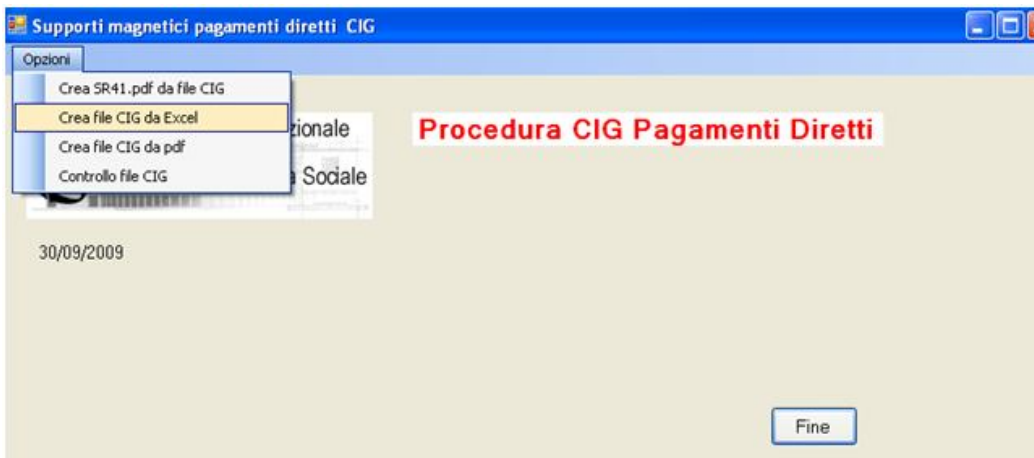 Supporti magnetici pagamenti diretti CIG
Opzioni
Crea SR41.pdf da file CIG
Crea file CIG da Excel
Crea file CIG da pdf
Controllo file CIG
zionale
Sociale
Procedura CIG Pagamenti Diretti
30/09/2009
Fine